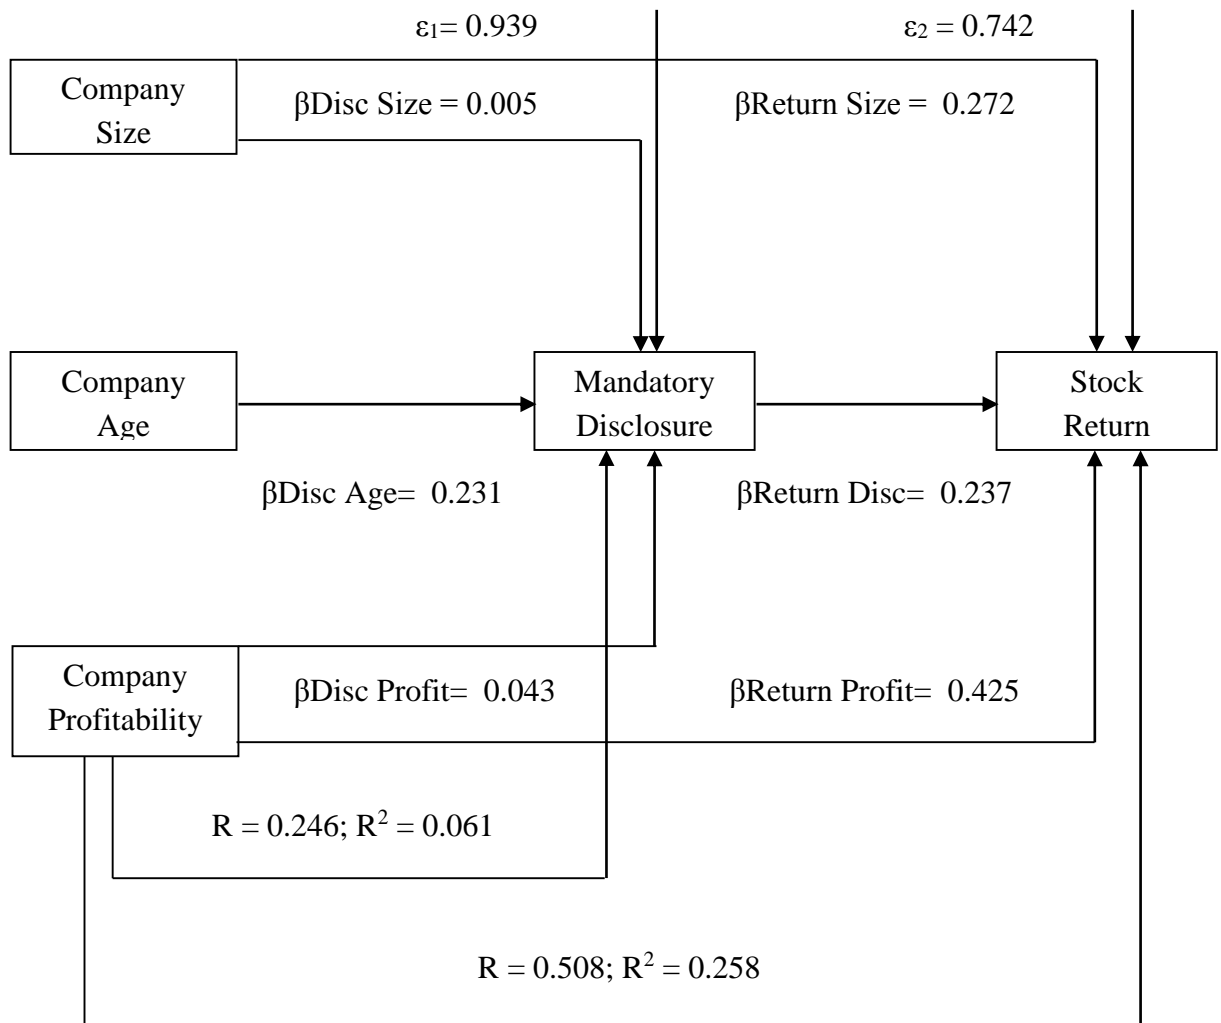 ε₁= 0.939
ε₂ = 0.742
Company
Size
βDisc Size = 0.005
βReturn Size =  0.272
Company
Age
Mandatory
Disclosure
Stock
Return
βDisc Age=  0.231
βReturn Disc=  0.237
Company
Profitability
βDisc Profit=  0.043
βReturn Profit=  0.425
R = 0.246; R² = 0.061
R = 0.508; R² = 0.258